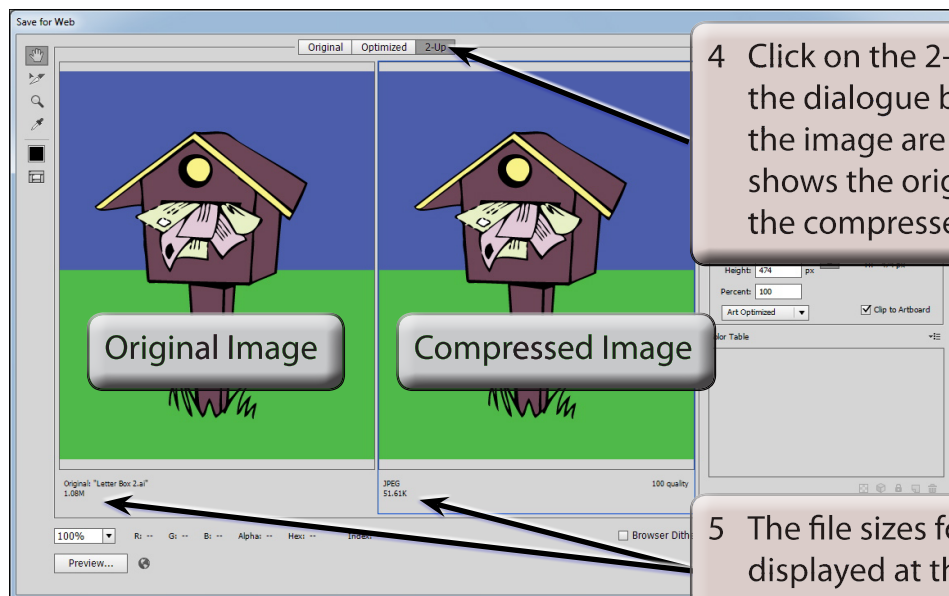 Save for Web
Original Optimized 2-Up
4 Click on the 2-
the dialogue b
the image are
shows the orig
the compresse
Height: 474 px
Percent: 100
Art Optimized
Clip to Artboard
Original Image
Compressed Image
Color Table
Original: "Letter Box 2.ai"
1.08M
JPEG
51.61K
100 quality
100% R: -- G: -- B: -- Alpha: -- Hex: -- Index:
Browser Dith
Preview...
5 The file sizes fo
displayed at th